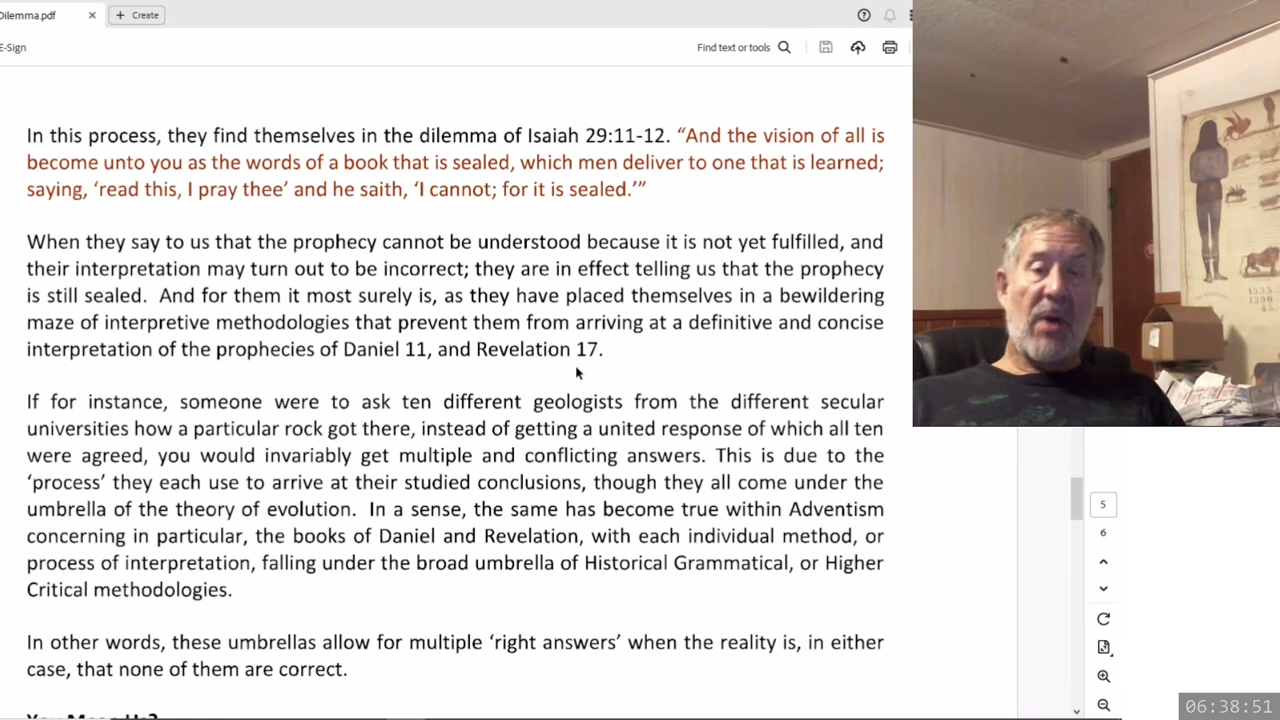 Dilemma.pdf
Create
E-Sign
Find text or tools
In this process, they find themselves in the dilemma of Isaiah 29:11-12. “And the vision of all is
become unto you as the words of a book that is sealed, which men deliver to one that is learned;
saying, ‘read this, I pray thee’ and he saith, ‘I cannot; for it is sealed.’”
When they say to us that the prophecy cannot be understood because it is not yet fulfilled, and
their interpretation may turn out to be incorrect; they are in effect telling us that the prophecy
is still sealed. And for them it most surely is, as they have placed themselves in a bewildering
maze of interpretive methodologies that prevent them from arriving at a definitive and concise
interpretation of the prophecies of Daniel 11, and Revelation 17.
If for instance, someone were to ask ten different geologists from the different secular
universities how a particular rock got there, instead of getting a united response of which all ten
were agreed, you would invariably get multiple and conflicting answers. This is due to the
‘process’ they each use to arrive at their studied conclusions, though they all come under the
umbrella of the theory of evolution. In a sense, the same has become true within Adventism
concerning in particular, the books of Daniel and Revelation, with each individual method, or
process of interpretation, falling under the broad umbrella of Historical Grammatical, or Higher
Critical methodologies.
In other words, these umbrellas allow for multiple ‘right answers’ when the reality is, in either
case, that none of them are correct.
5
6
06:38:51